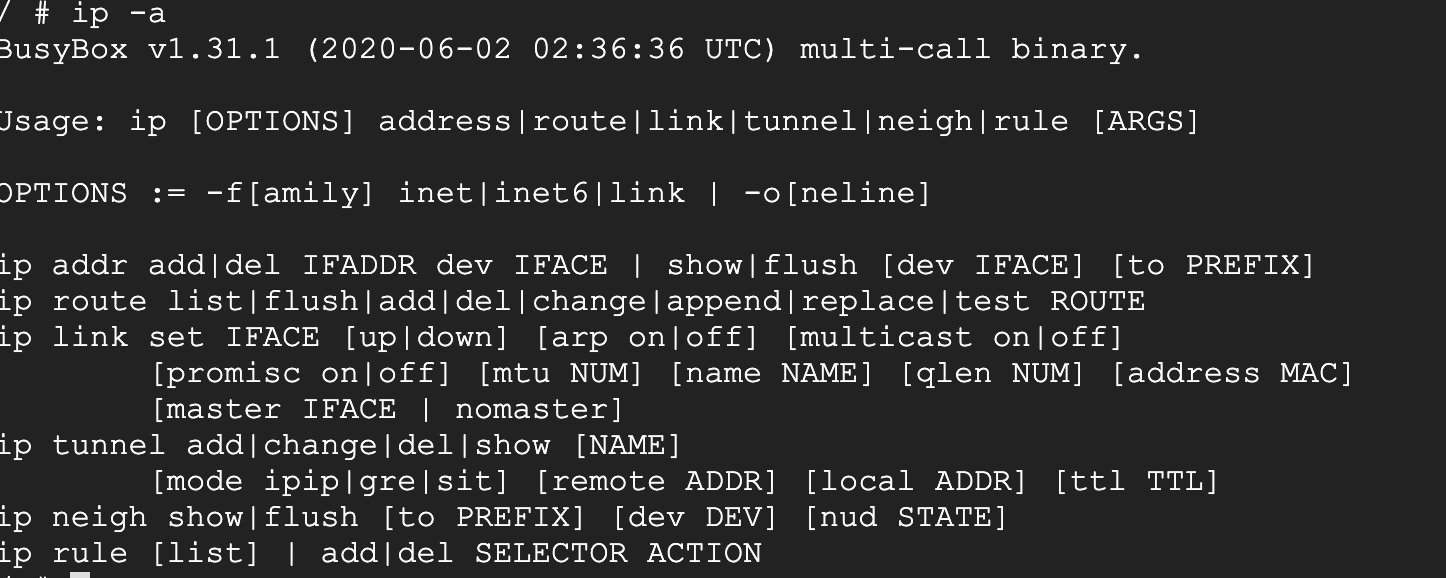 / # ip -a
BusyBox v1.31.1 (2020-06-02 02:36:36 UTC) multi-call binary.
Usage: ip [OPTIONS] address|route|link|tunnel|neigh|rule [ARGS]
OPTIONS := -f[amily] inet|inet6|link | -o[neline]
ip addr add|del IFADDR dev IFACE | show|flush [dev IFACE] [to PREFIX]
ip route list|flush|add|del|change|append|replace|test ROUTE
ip link set IFACE [up|down] [arp on|off] [multicast on|off]
[promisc on|off] [mtu NUM] [name NAME] [qlen NUM] [address MAC]
[master IFACE | nomaster]
ip tunnel add|change|del|show [NAME]
[mode ipip|gre|sit] [remote ADDR] [local ADDR] [ttl TTL]
ip neigh show|flush [to PREFIX] [dev DEV] [nud STATE]
ip rule [list] | add|del SELECTOR ACTION